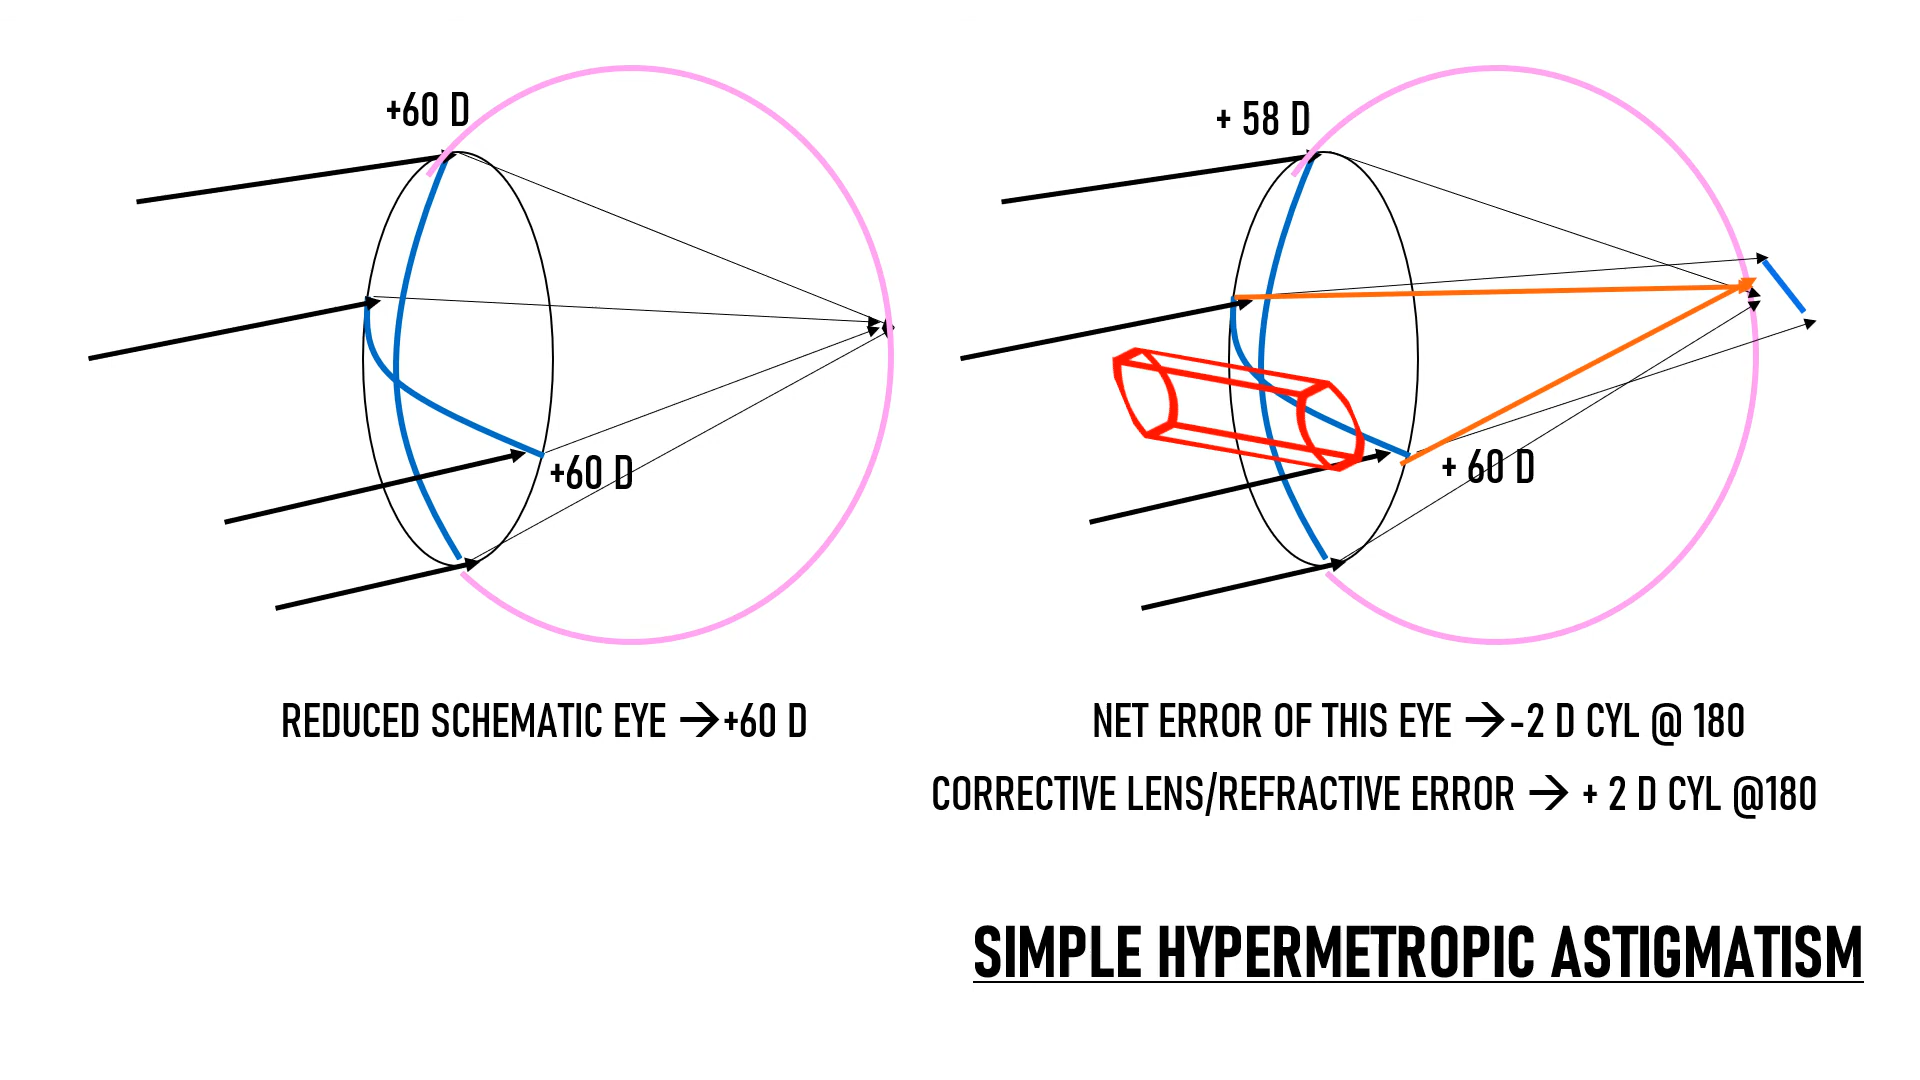 +60 D
+ 58 D
+60 D
+ 60 D
REDUCED SCHEMATIC EYE →+60 D
NET ERROR OF THIS EYE →-2 D CYL @ 180
CORRECTIVE LENS/REFRACTIVE ERROR → + 2 D CYL @180
SIMPLE HYPERMETROPIC ASTIGMATISM